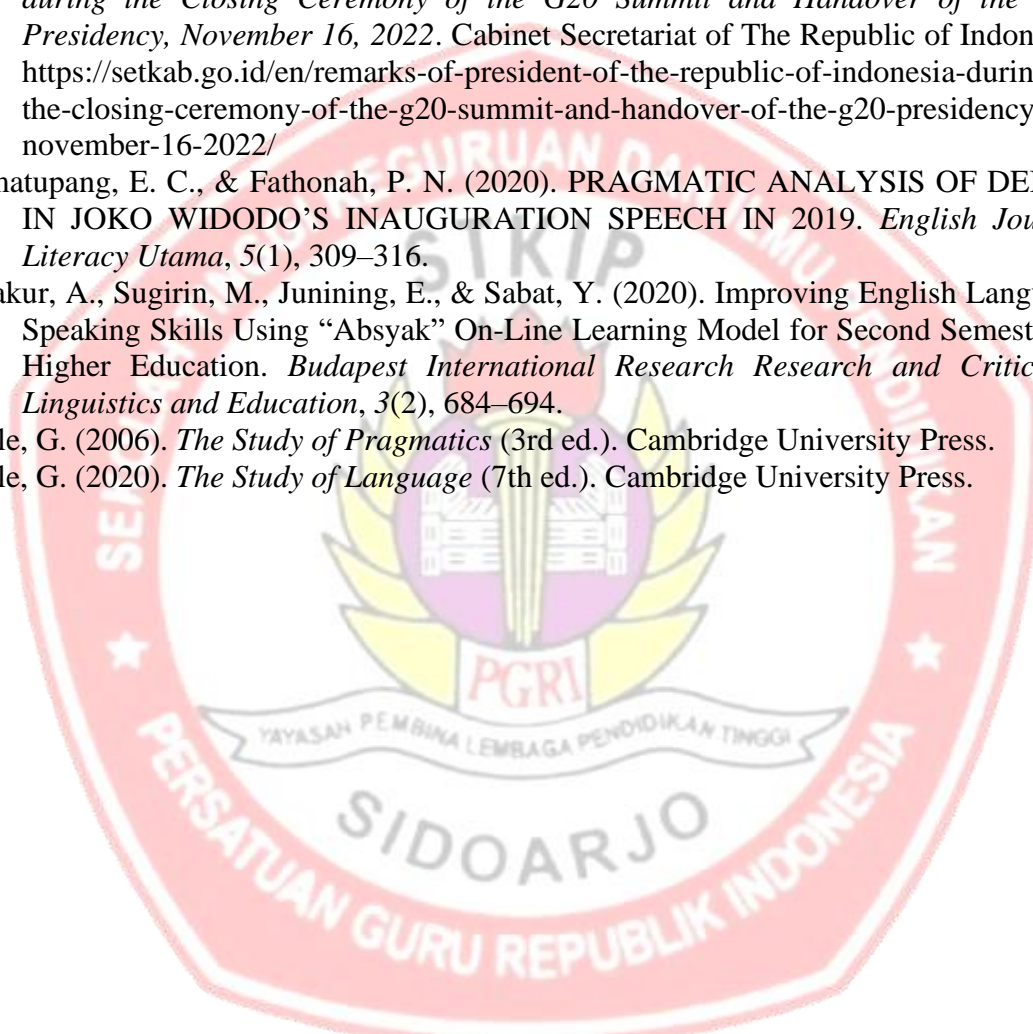 during the Closing Ceremony of the G20 Summit and Handover of the
Presidency, November 16, 2022. Cabinet Secretariat of The Republic of Indon
https://setkab.go.id/en/remarks-of-president-of-the-republic-of-indonesia-durin
the-closing-ceremony-of-the-g20-summit-and-handover-of-the-g20-presidency
november-16-2022/
natupang, E. C., & Fathonah, P. N. (2020). PRAGMATIC ANALYSIS OF DEI
IN JOKO WIDODO’S INAUGURATION SPEECH IN 2019. English Jou
Literacy Utama, 5(1), 309–316.
akur, A., Sugirin, M., Junining, E., & Sabat, Y. (2020). Improving English Langu
Speaking Skills Using “Absyak” On-Line Learning Model for Second Semest
Higher Education. Budapest International Research Research and Critic
Linguistics and Education, 3(2), 684–694.
le, G. (2006). The Study of Pragmatics (3rd ed.). Cambridge University Press.
le, G. (2020). The Study of Language (7th ed.). Cambridge University Press.
STKIP
PGRI
YAYASAN PEMBINA LEMBAGA PENDIDIKAN TINGGI
SIDOARJO
PERSATUAN GURU REPUBLIK INDONESIA